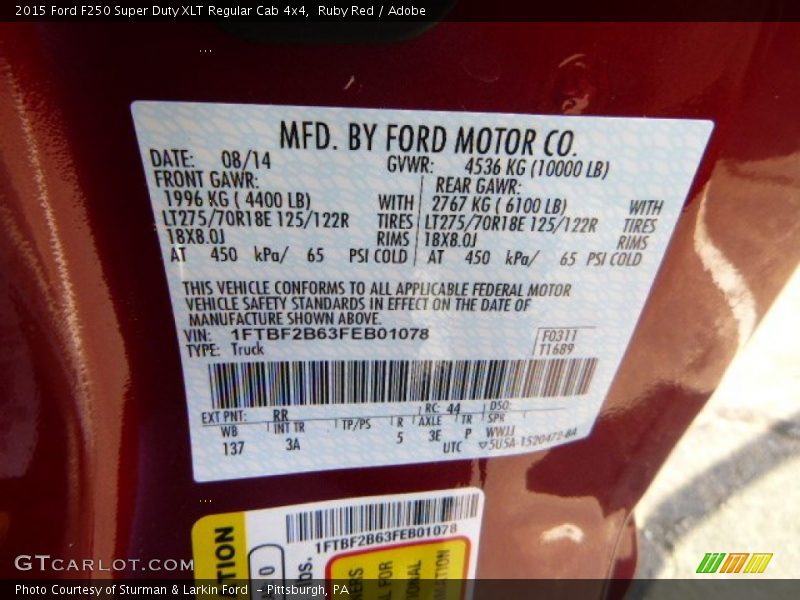 2015 Ford F250 Super Duty XLT Regular Cab 4x4, Ruby Red / Adobe
MFD. BY FORD MOTOR CO.
DATE: 08/14 GVWR: 4536 KG (10000 LB)
FRONT GAWR: REAR GAWR:
1996 KG ( 4400 LB) WITH 2767 KG ( 6100 LB) WITH
LT275/70R18E 125/122R TIRES LT275/70R18E 125/122R TIRES
18X8.0J RIMS 18X8.0J RIMS
AT 450 kPa/ 65 PSI COLD AT 450 kPa/ 65 PSI COLD
THIS VEHICLE CONFORMS TO ALL APPLICABLE FEDERAL MOTOR
VEHICLE SAFETY STANDARDS IN EFFECT ON THE DATE OF
MANUFACTURE SHOWN ABOVE.
VIN: 1FTBF2B63FEB01078 F0311
TYPE: Truck T1689
EXT PNT: RR RC: 44 DSO:
WB INT TR TP/PS R AXLE TR SPR
137 3A 5 3E P WWJJ
UTC ▽5U5A-1520472-BA
1FTBF2B63FEB01078
GTCARLOT.COM
Photo Courtesy of Sturman & Larkin Ford - Pittsburgh, PA